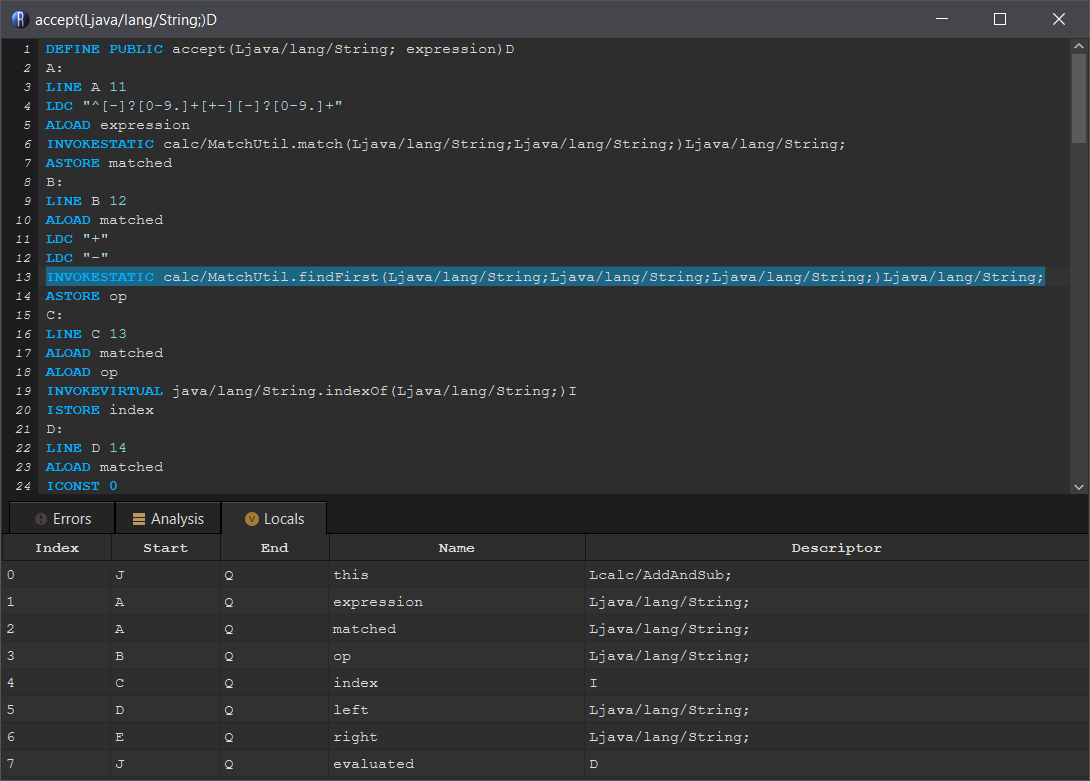 accept(Ljava/lang/String;)D
1 DEFINE PUBLIC accept(Ljava/lang/String; expression)D
2 A:
3 LINE A 11
4 LDC "^[-]?[0-9.]+[+-][-]?[0-9.]+"
5 ALOAD expression
6 INVOKESTATIC calc/MatchUtil.match(Ljava/lang/String;Ljava/lang/String;)Ljava/lang/String;
7 ASTORE matched
8 B:
9 LINE B 12
10 ALOAD matched
11 LDC "+"
12 LDC "-"
13 INVOKESTATIC calc/MatchUtil.findFirst(Ljava/lang/String;Ljava/lang/String;Ljava/lang/String;)Ljava/lang/String;
14 ASTORE op
15 C:
16 LINE C 13
17 ALOAD matched
18 ALOAD op
19 INVOKEVIRTUAL java/lang/String.indexOf(Ljava/lang/String;)I
20 ISTORE index
21 D:
22 LINE D 14
23 ALOAD matched
24 ICONST 0
Errors Analysis Locals
Index Start End Name Descriptor
0 J Q this Lcalc/AddAndSub;
1 A Q expression Ljava/lang/String;
2 A Q matched Ljava/lang/String;
3 B Q op Ljava/lang/String;
4 C Q index I
5 D Q left Ljava/lang/String;
6 E Q right Ljava/lang/String;
7 J Q evaluated D